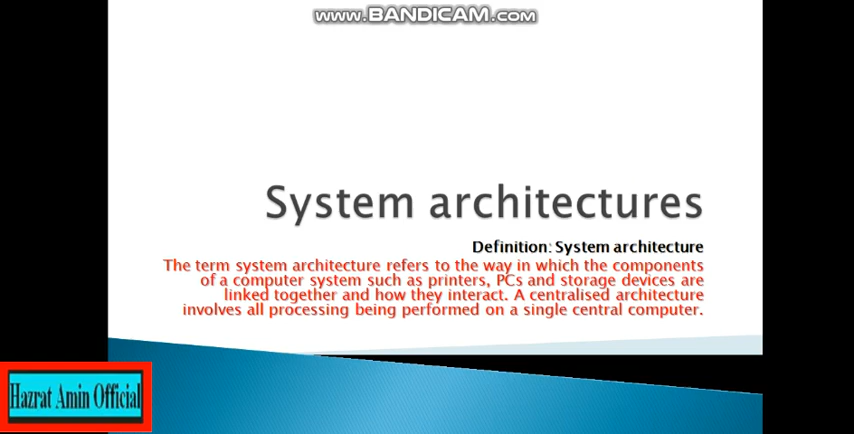 www.BANDICAM.com
System architectures
Definition: System architecture
The term system architecture refers to the way in which the components
of a computer system such as printers, PCs and storage devices are
linked together and how they interact. A centralised architecture
involves all processing being performed on a single central computer.
Hazrat Amin Official